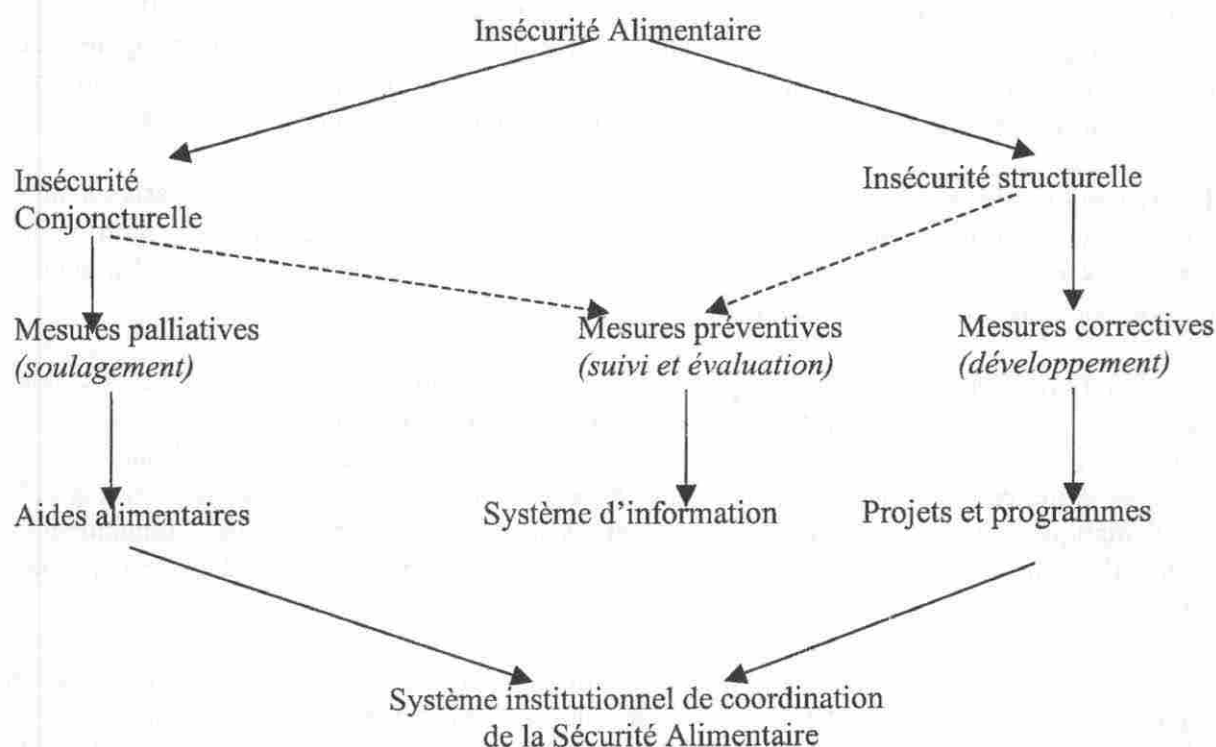 Insécurité Alimentaire
Insécurité
Conjoncturelle
Insécurité structurelle
Mesures palliatives
(soulagement)
Mesures préventives
(suivi et évaluation)
Mesures correctives
(développement)
Aides alimentaires
Système d'information
Projets et programmes
Système institutionnel de coordination
de la Sécurité Alimentaire